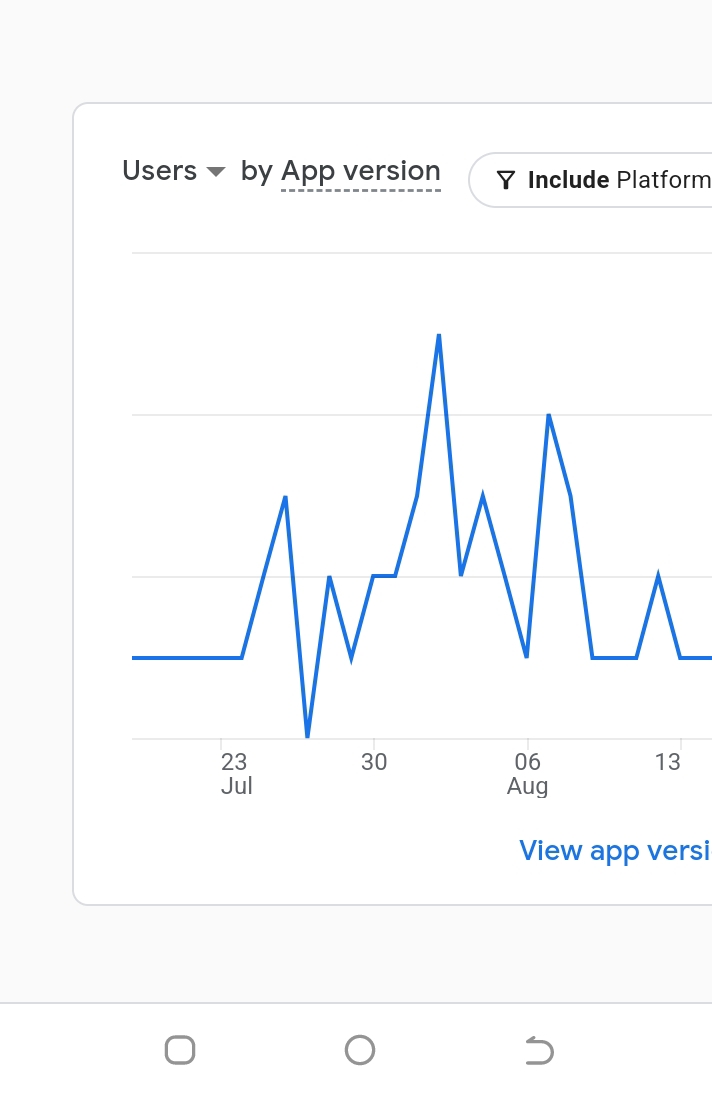 Users by App version
Include Platform
23 30 06 13
Jul Aug
View app versi